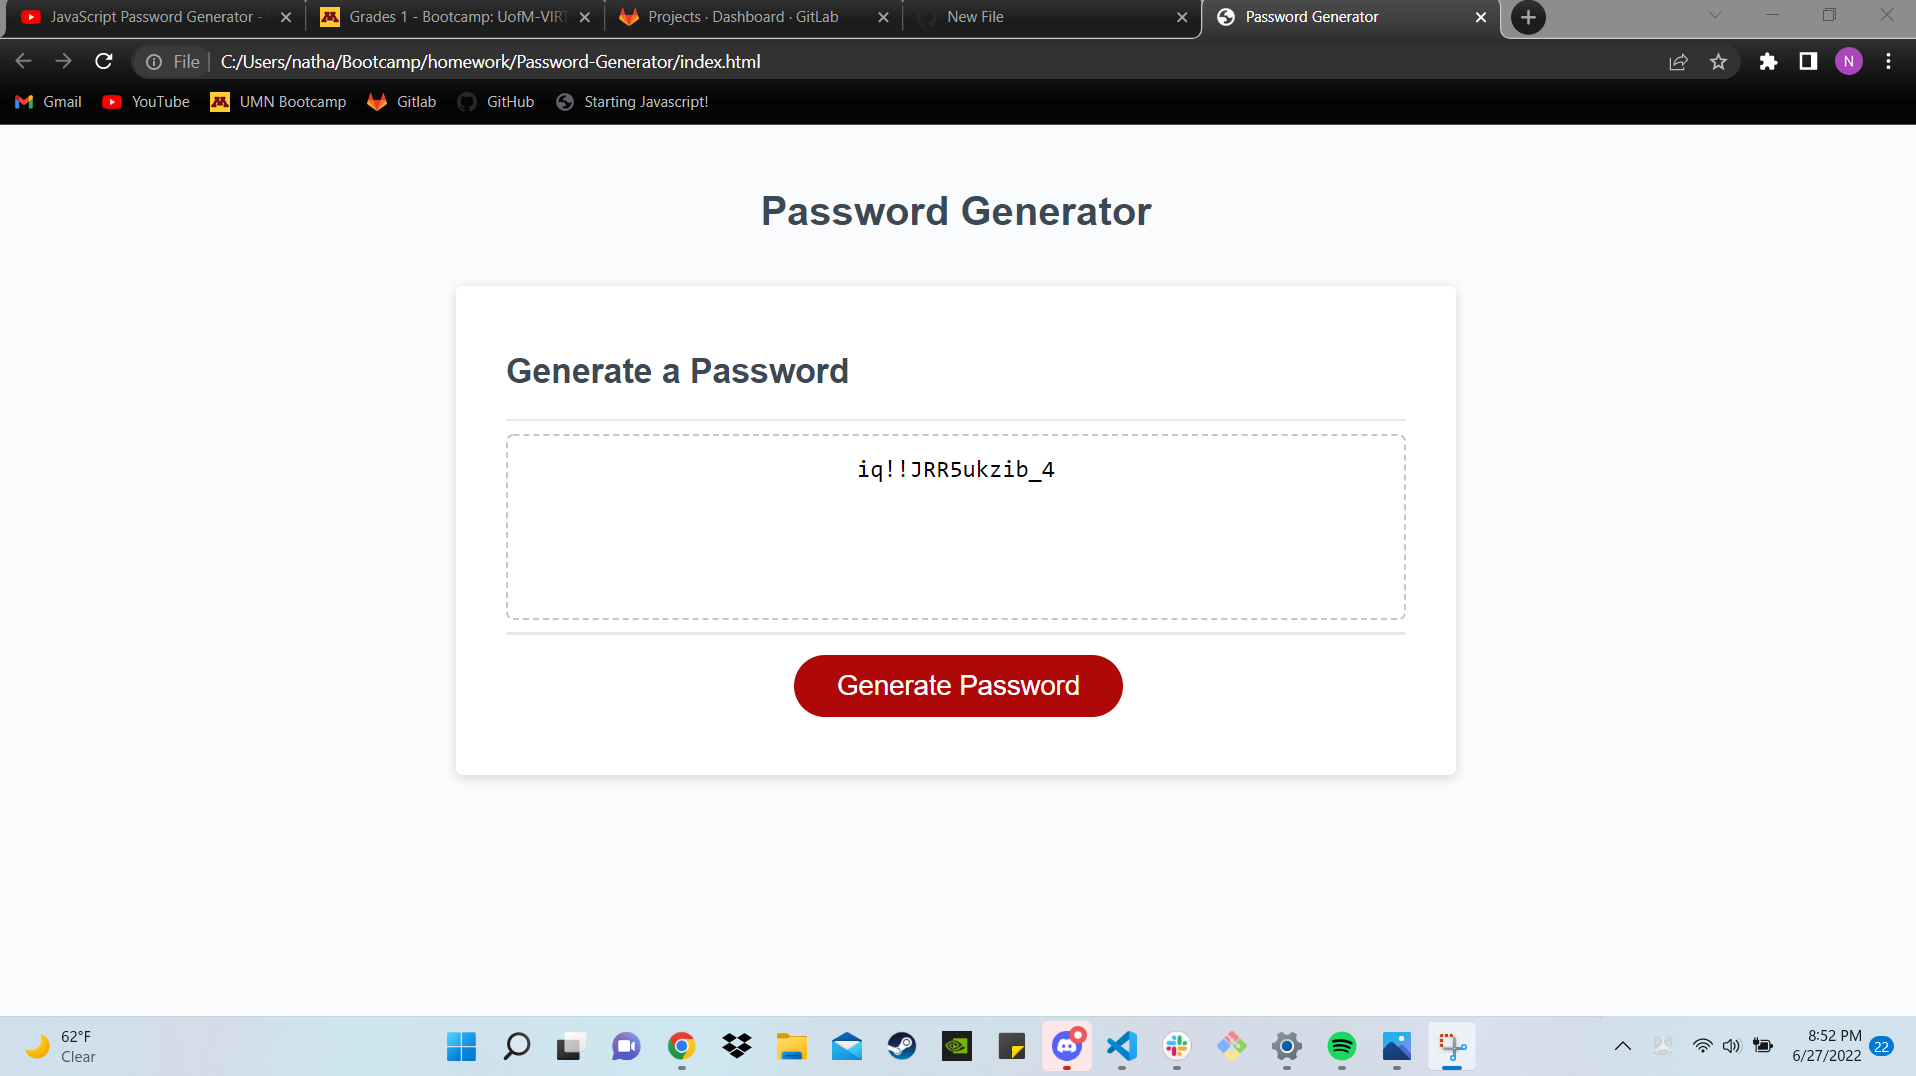 JavaScript Password Generator -
Grades 1 - Bootcamp: UofM-VIRT
Projects · Dashboard · GitLab
New File
Password Generator
File
C:/Users/natha/Bootcamp/homework/Password-Generator/index.html
N
Gmail
YouTube
UMN Bootcamp
Gitlab
GitHub
Starting Javascript!
Password Generator
Generate a Password
iq!!JRR5ukzib_4
Generate Password
62°F
Clear
8:52 PM
6/27/2022
22